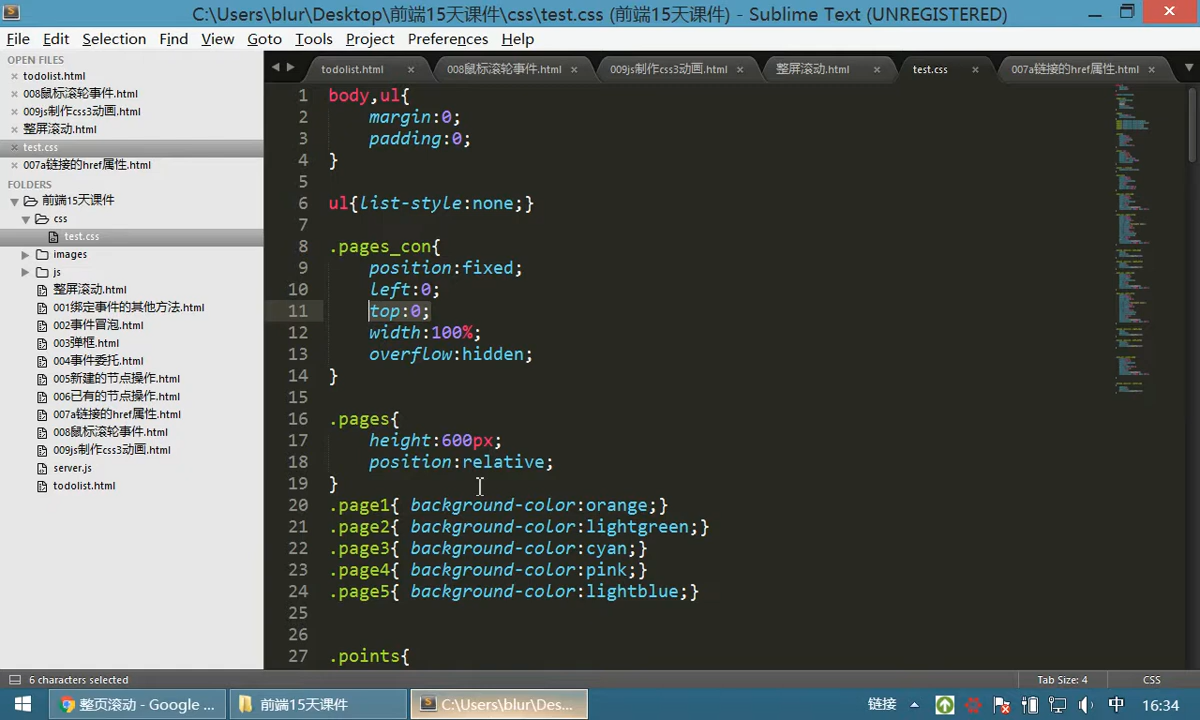 C:\Users\blur\Desktop\前端15天课件\css\test.css (前端15天课件) - Sublime Text (UNREGISTERED)
File Edit Selection Find View Goto Tools Project Preferences Help
OPEN FILES
todolist.html
008鼠标滚轮事件.html
009js制作css3动画.html
整屏滚动.html
test.css
007a链接的href属性.html
FOLDERS
前端15天课件
css
test.css
images
js
整屏滚动.html
001绑定事件的其他方法.html
002事件冒泡.html
003弹框.html
004事件委托.html
005新建的节点操作.html
006已有的节点操作.html
007a链接的href属性.html
008鼠标滚轮事件.html
009js制作css3动画.html
server.js
todolist.html
todolist.html 008鼠标滚轮事件.html 009js制作css3动画.html 整屏滚动.html test.css 007a链接的href属性.html
1 body,ul{
2 margin:0;
3 padding:0;
4 }
5
6 ul{list-style:none;}
7
8 .pages_con{
9 position:fixed;
10 left:0;
11 top:0;
12 width:100%;
13 overflow:hidden;
14 }
15
16 .pages{
17 height:600px;
18 position:relative;
19 }
20 .page1{ background-color:orange;}
21 .page2{ background-color:lightgreen;}
22 .page3{ background-color:cyan;}
23 .page4{ background-color:pink;}
24 .page5{ background-color:lightblue;}
25
26
27 .points{
6 characters selected Tab Size: 4 CSS
整页滚动 - Google ... 前端15天课件 C:\Users\blur\Des... 链接 中 16:34